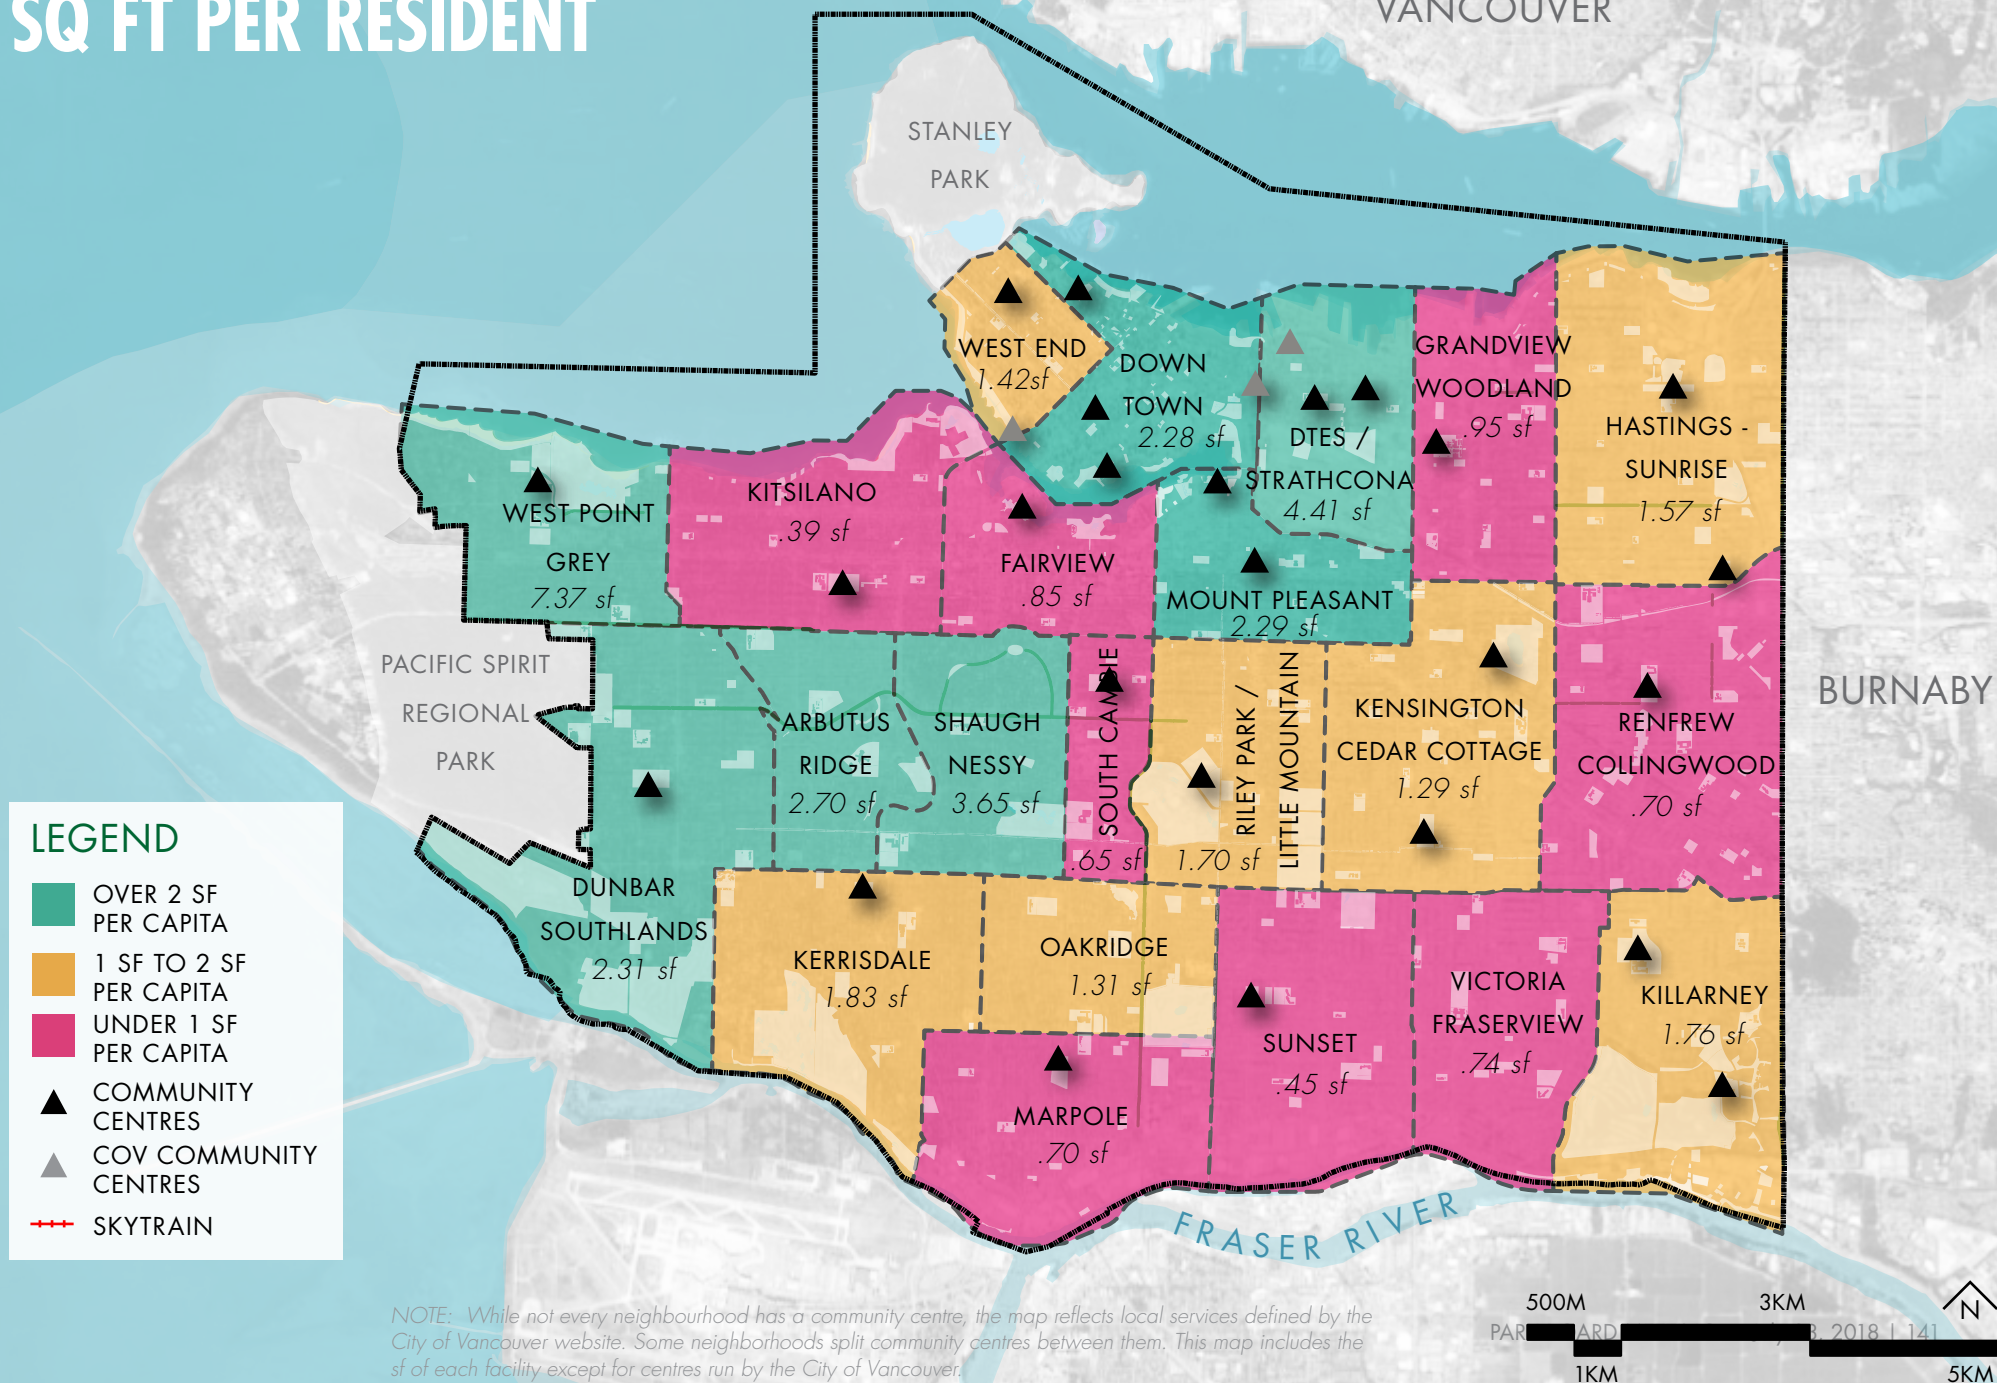 SQ FT PER RESIDENT
VANCOUVER
STANLEY
PARK
WEST END
1.42sf
DOWN
TOWN
2.28 sf
DTES /
STRATHCONA
4.41 sf
GRANDVIEW
WOODLAND
.95 sf
HASTINGS -
SUNRISE
1.57 sf
WEST POINT
GREY
7.37 sf
KITSILANO
.39 sf
FAIRVIEW
.85 sf
MOUNT PLEASANT
2.29 sf
PACIFIC SPIRIT
REGIONAL
PARK
ARBUTUS
RIDGE
2.70 sf
SHAUGH
NESSY
3.65 sf
SOUTH CAMBIE
.65 sf
RILEY PARK /
LITTLE MOUNTAIN
1.70 sf
KENSINGTON
CEDAR COTTAGE
1.29 sf
RENFREW
COLLINGWOOD
.70 sf
BURNABY
DUNBAR
SOUTHLANDS
2.31 sf
KERRISDALE
1.83 sf
OAKRIDGE
1.31 sf
MARPOLE
.70 sf
SUNSET
.45 sf
VICTORIA
FRASERVIEW
.74 sf
KILLARNEY
1.76 sf
FRASER RIVER
LEGEND
OVER 2 SF
PER CAPITA
1 SF TO 2 SF
PER CAPITA
UNDER 1 SF
PER CAPITA
COMMUNITY
CENTRES
COV COMMUNITY
CENTRES
SKYTRAIN
NOTE: While not every neighbourhood has a community centre, the map reflects local services defined by the
City of Vancouver website. Some neighborhoods split community centres between them. This map includes the
sf of each facility except for centres run by the City of Vancouver.
500M
3KM
N
2018 | 141
1KM
5KM